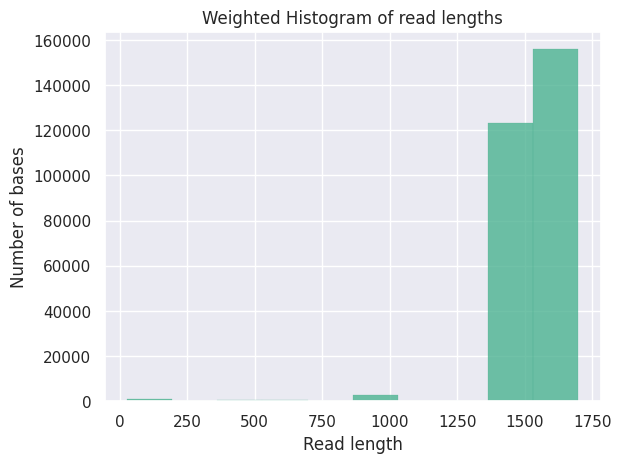 Weighted Histogram of read lengths
160000
140000
120000
100000
80000
60000
40000
20000
0
Number of bases
0 250 500 750 1000 1250 1500 1750
Read length